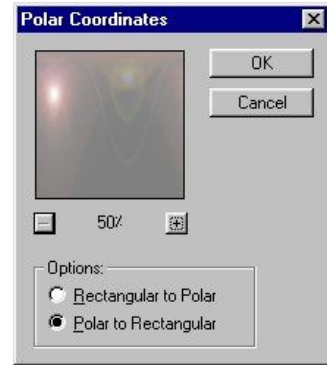 Polar Coordinates
OK
Cancel
50%
Options:
Rectangular to Polar
Polar to Rectangular